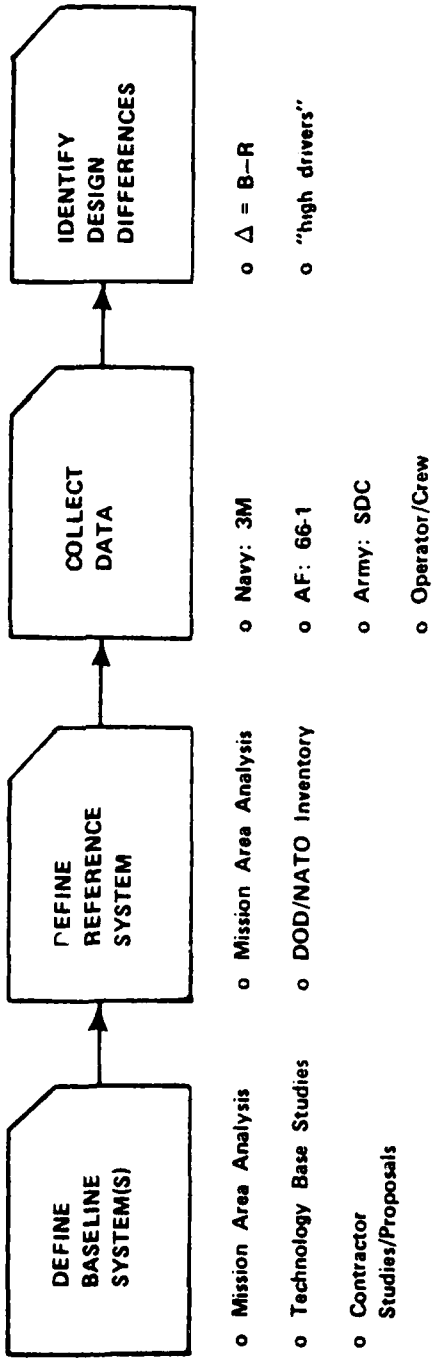 DEFINE
BASELINE
SYSTEM(S)
o Mission Area Analysis
o Technology Base Studies
o Contractor
Studies/Proposals
DEFINE
REFERENCE
SYSTEM
o Mission Area Analysis
o DOD/NATO Inventory
COLLECT
DATA
o Navy: 3M
o AF: 66-1
o Army: SDC
o Operator/Crew
IDENTIFY
DESIGN
DIFFERENCES
o Δ = B–R
o "high drivers"